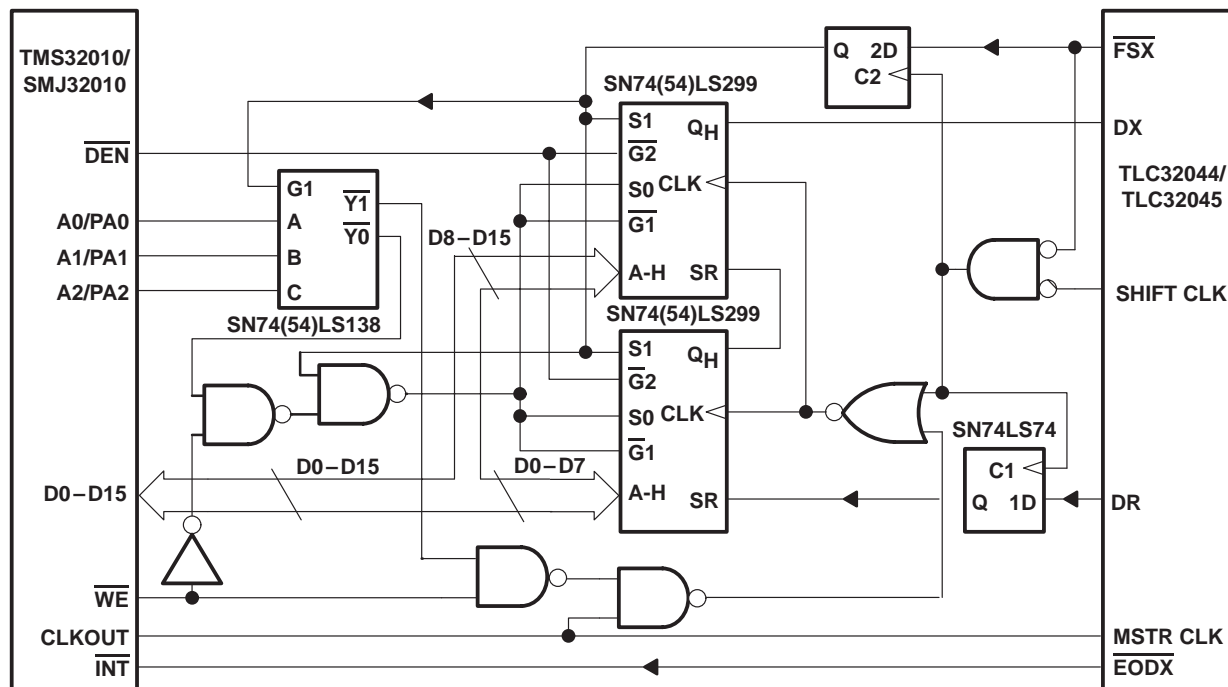 TMS32010/
SMJ32010
DEN
A0/PA0
A1/PA1
A2/PA2
D0–D15
WE
CLKOUT
INT
G1
A
B
C
Y1
Y0
SN74(54)LS138
SN74(54)LS299
S1
G2
S0
G1
A-H
QH
CLK
SR
D8–D15
SN74(54)LS299
S1
G2
S0
G1
A-H
QH
CLK
SR
D0–D15
D0–D7
Q 2D
C2
SN74LS74
C1
Q 1D
FSX
DX
TLC32044/
TLC32045
SHIFT CLK
DR
MSTR CLK
EODX